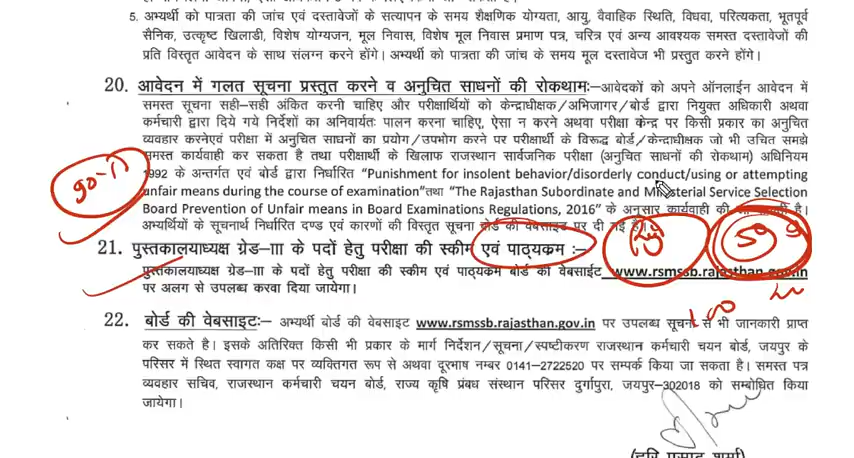 5. अभ्यर्थी को पात्रता की जांच एवं दस्तावेजों के सत्यापन के समय शैक्षणिक योग्यता, आयु, वैवाहिक स्थिति, विधवा, परित्यकता, भूतपूर्व
सैनिक, उत्कृष्ट खिलाडी, विशेष योग्यजन, मूल निवास, विशेष मूल निवास प्रमाण पत्र, चरित्र एवं अन्य आवश्यक समस्त दस्तावेजों की
प्रति विस्तृत आवेदन के साथ संलग्न करने होंगे। अभ्यर्थी को पात्रता की जांच के समय मूल दस्तावेज भी प्रस्तुत करने होंगे।
20. आवेदन में गलत सूचना प्रस्तुत करने व अनुचित साधनों की रोकथाम:–आवेदकों को अपने ऑनलाईन आवेदन में
समस्त सूचना सही-सही अंकित करनी चाहिए और परीक्षार्थियों को केन्द्राधीक्षक/अभिजागर/बोर्ड द्वारा नियुक्त अधिकारी अथवा
कर्मचारी द्वारा दिये गये निर्देशों का अनिवार्यतः पालन करना चाहिए, ऐसा न करने अथवा परीक्षा केन्द्र पर किसी प्रकार का अनुचित
व्यवहार करनेएवं परीक्षा में अनुचित साधनों का प्रयोग/उपभोग करने पर परीक्षार्थी के विरूद्ध बोर्ड/केन्द्राधीक्षक जो भी उचित समझे
समस्त कार्यवाही कर सकता है तथा परीक्षार्थी के खिलाफ राजस्थान सार्वजनिक परीक्षा (अनुचित साधनों की रोकथाम) अधिनियम
1992 के अन्तर्गत एवं बोर्ड द्वारा निर्धारित "Punishment for insolent behavior/disorderly conduct/using or attempting
unfair means during the course of examination"तथा "The Rajasthan Subordinate and Ministerial Service Selection
Board Prevention of Unfair means in Board Examinations Regulations, 2016" के अनुसार कार्यवाही की जा है।
अभ्यर्थियों के सूचनार्थ निर्धारित दण्ड एवं कारणों की विस्तृत सूचना बोर्ड की वेबसाइट पर दी गई है।
21. पुस्तकालयाध्यक्ष ग्रेड–III के पदों हेतु परीक्षा की स्कीम एवं पाठ्यकम :–
पुस्तकालयाध्यक्ष ग्रेड–III के पदों हेतु परीक्षा की स्कीम एवं पाठ्यकम बोर्ड की वेबसाईट www.rsmssb.rajasthan.gov.in
पर अलग से उपलब्ध करवा दिया जायेगा। 100
22. बोर्ड की वेबसाइटः– अभ्यर्थी बोर्ड की वेबसाइट www.rsmssb.rajasthan.gov.in पर उपलब्ध सूचना से भी जानकारी प्राप्त
कर सकते है। इसके अतिरिक्त किसी भी प्रकार के मार्ग निर्देशन/सूचना/स्पष्टीकरण राजस्थान कर्मचारी चयन बोर्ड, जयपुर के
परिसर में स्थित स्वागत कक्ष पर व्यक्तिगत रूप से अथवा दूरभाष नम्बर 0141–2722520 पर सम्पर्क किया जा सकता है। समस्त पत्र
व्यवहार सचिव, राजस्थान कर्मचारी चयन बोर्ड, राज्य कृषि प्रबंध संस्थान परिसर दुर्गापुरा, जयपुर–302018 को सम्बोधित किया
जायेगा।
(हरि प्रसाद शर्मा)